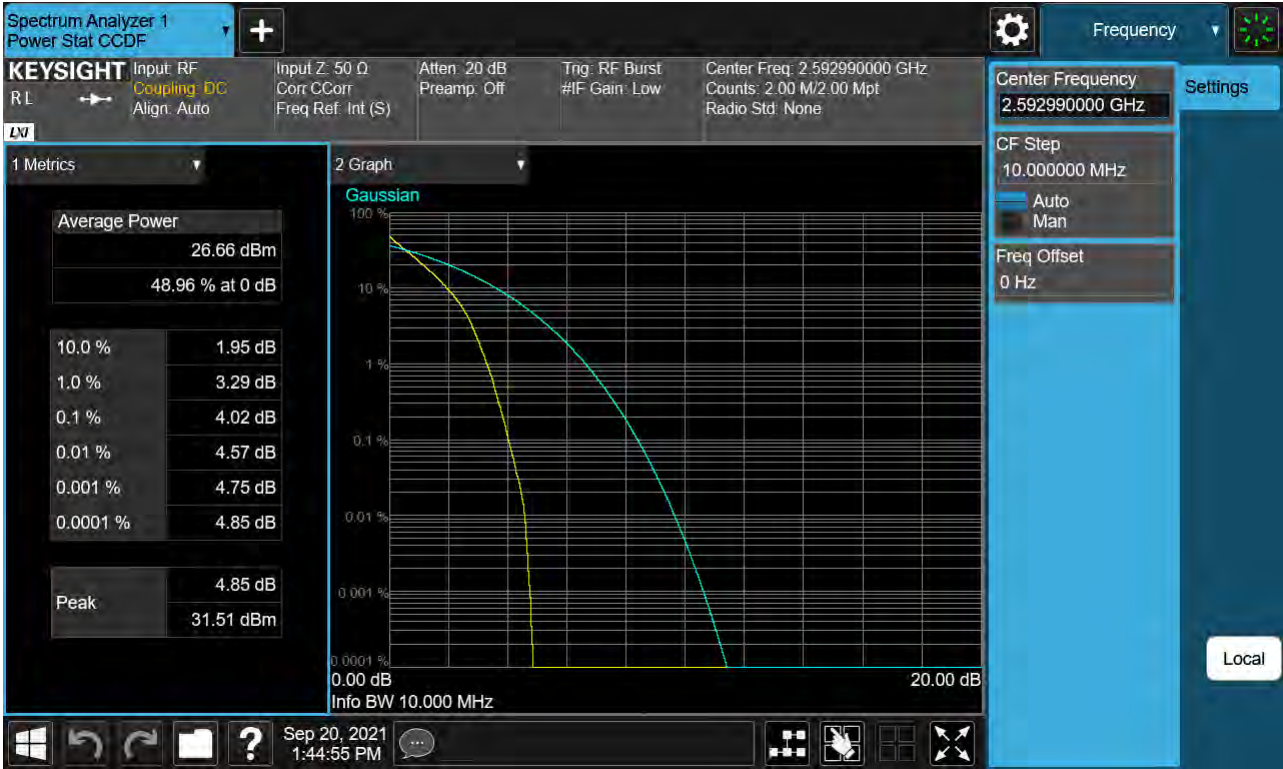 Spectrum Analyzer 1
Power Stat CCDF
+
Frequency
KEYSIGHT
R L
LXI
Input: RF
Coupling: DC
Align: Auto
Input Z: 50 Ω
Corr CCorr
Freq Ref: Int (S)
Atten: 20 dB
Preamp: Off
Trig: RF Burst
#IF Gain: Low
Center Freq: 2.592990000 GHz
Counts: 2.00 M/2.00 Mpt
Radio Std: None
Center Frequency
2.592990000 GHz
Settings
CF Step
10.000000 MHz
Auto
Man
Freq Offset
0 Hz
Local
1 Metrics
Average Power
26.66 dBm
48.96 % at 0 dB
10.0 % 1.95 dB
1.0 % 3.29 dB
0.1 % 4.02 dB
0.01 % 4.57 dB
0.001 % 4.75 dB
0.0001 % 4.85 dB
Peak
4.85 dB
31.51 dBm
2 Graph
Gaussian
100 %
10 %
1 %
0.1 %
0.01 %
0.001 %
0.0001 %
0.00 dB 20.00 dB
Info BW 10.000 MHz
?
Sep 20, 2021
1:44:55 PM